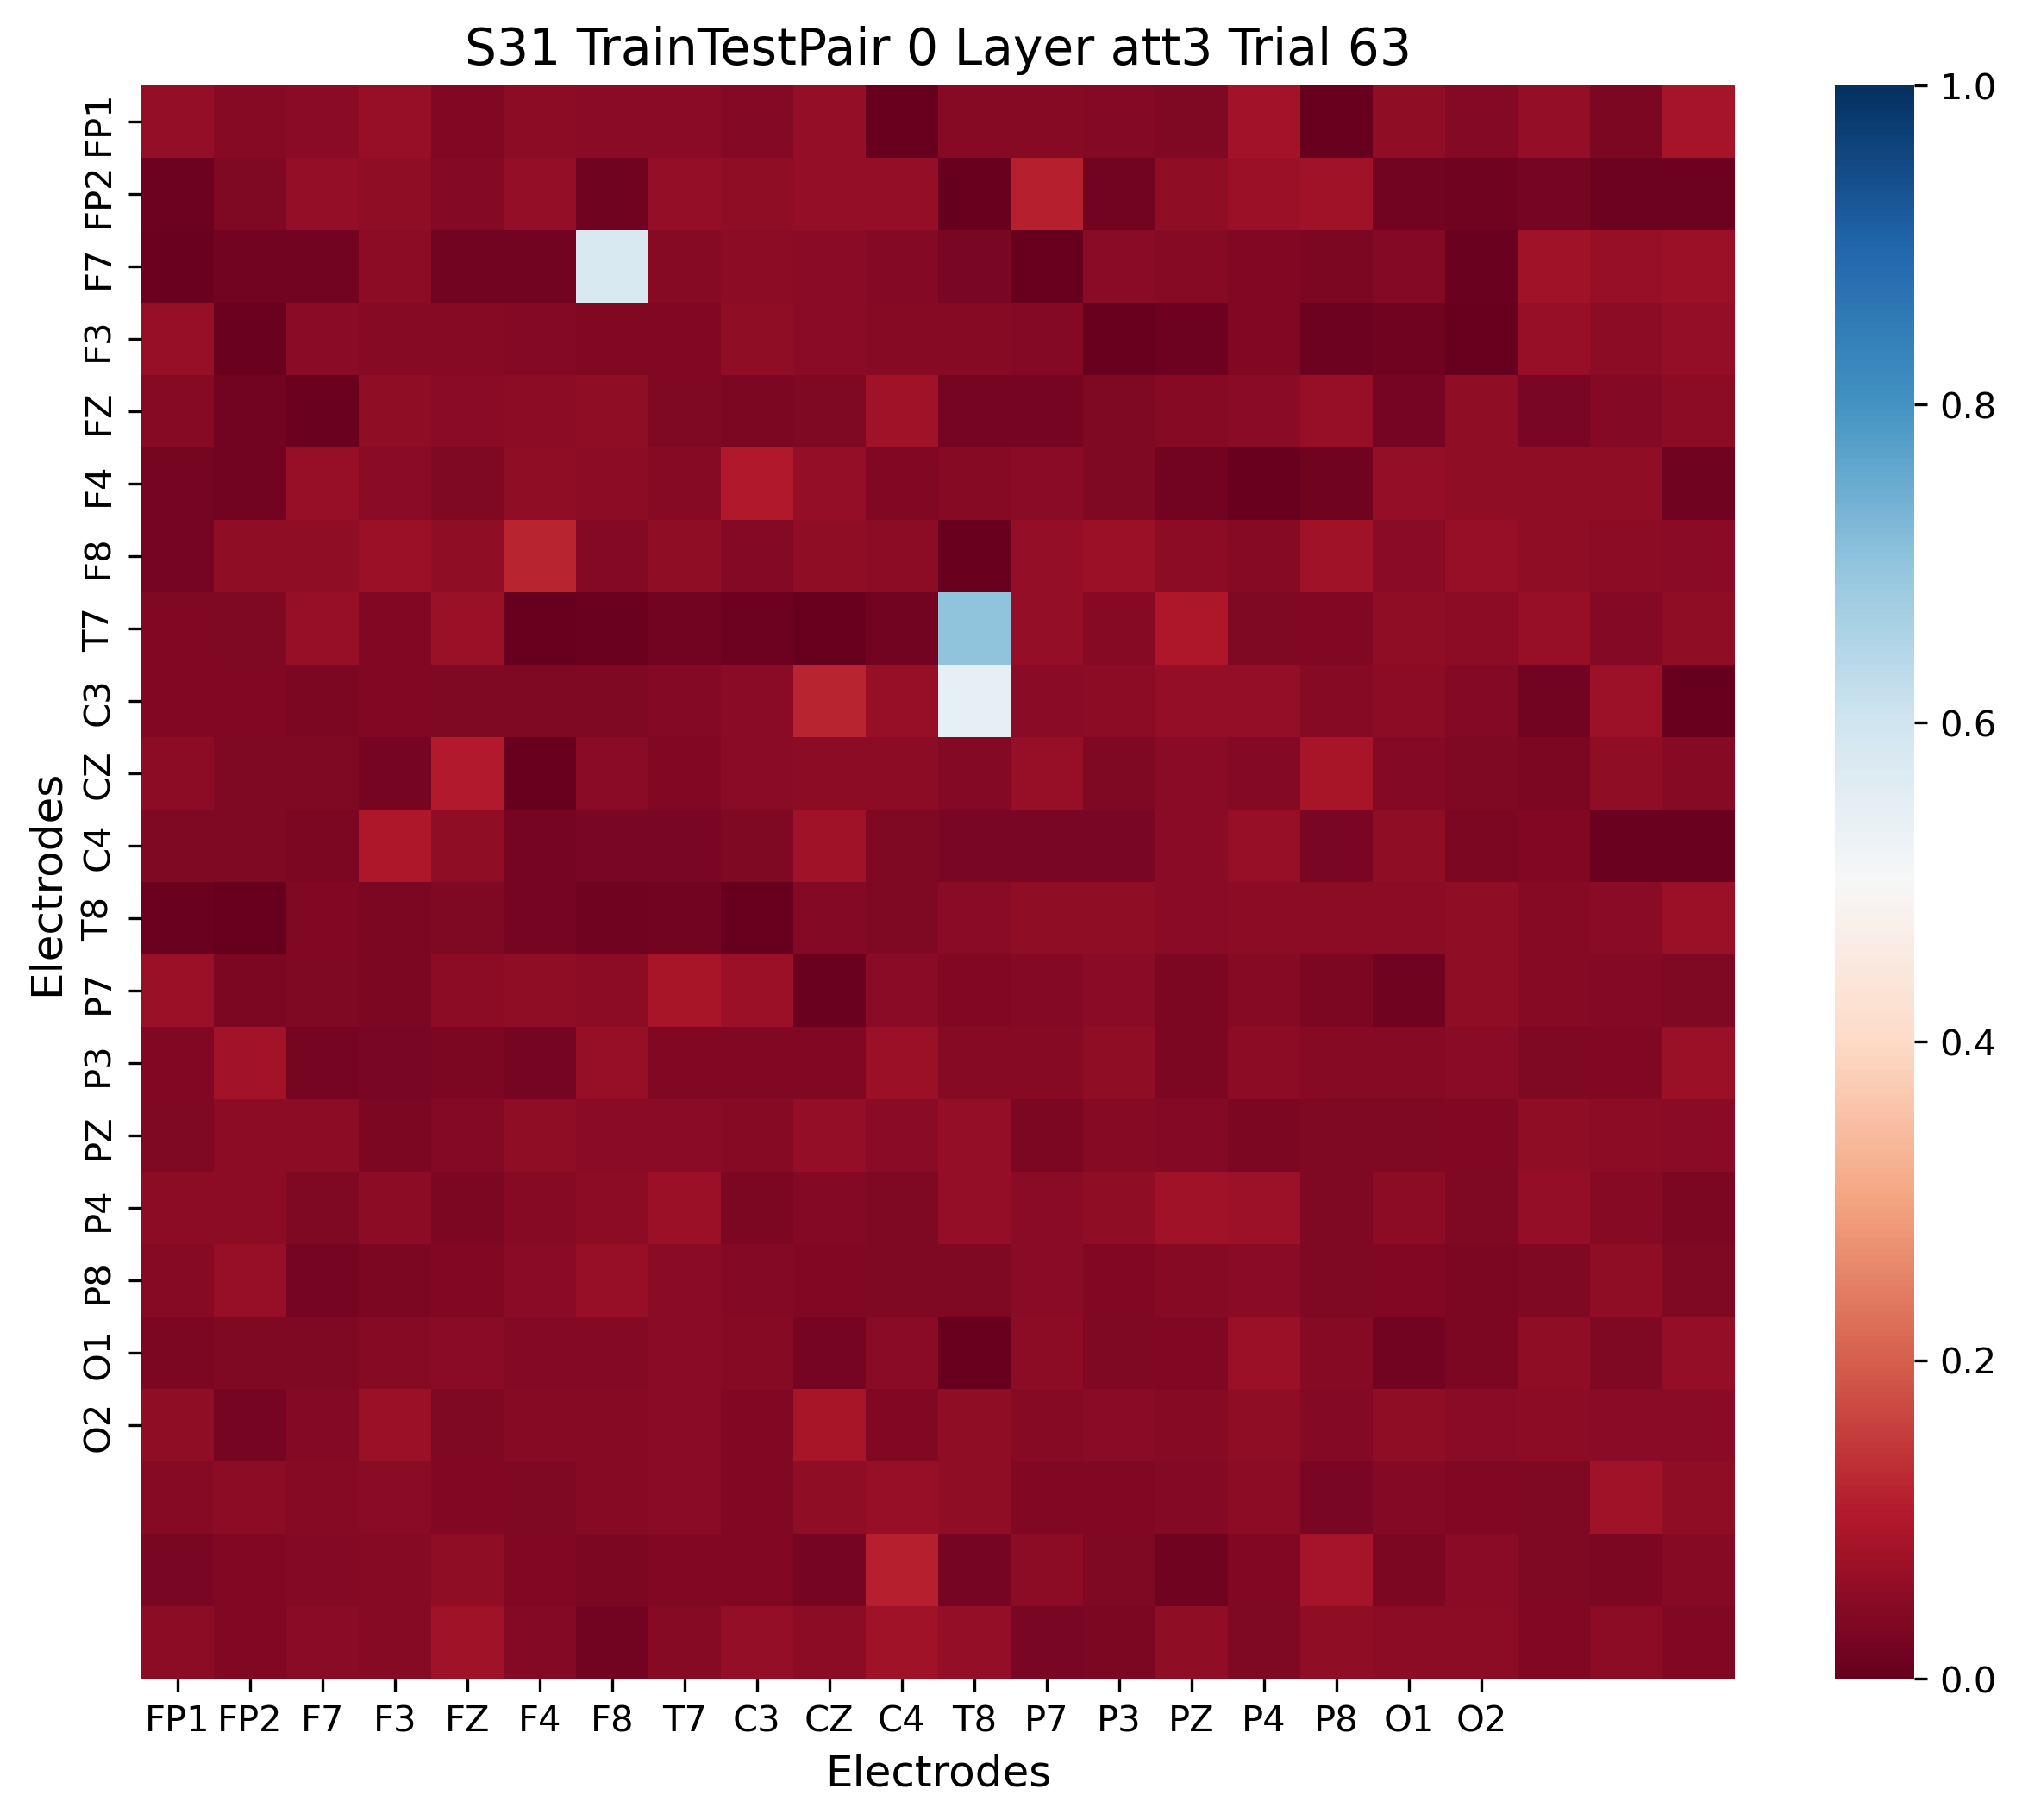 S31 TrainTestPair 0 Layer att3 Trial 63
Electrodes
FP1
FP2
F7
F3
FZ
F4
F8
T7
C3
CZ
C4
T8
P7
P3
PZ
P4
P8
O1
O2
FP1 FP2 F7 F3 FZ F4 F8 T7 C3 CZ C4 T8 P7 P3 PZ P4 P8 O1 O2
Electrodes
1.0
0.8
0.6
0.4
0.2
0.0